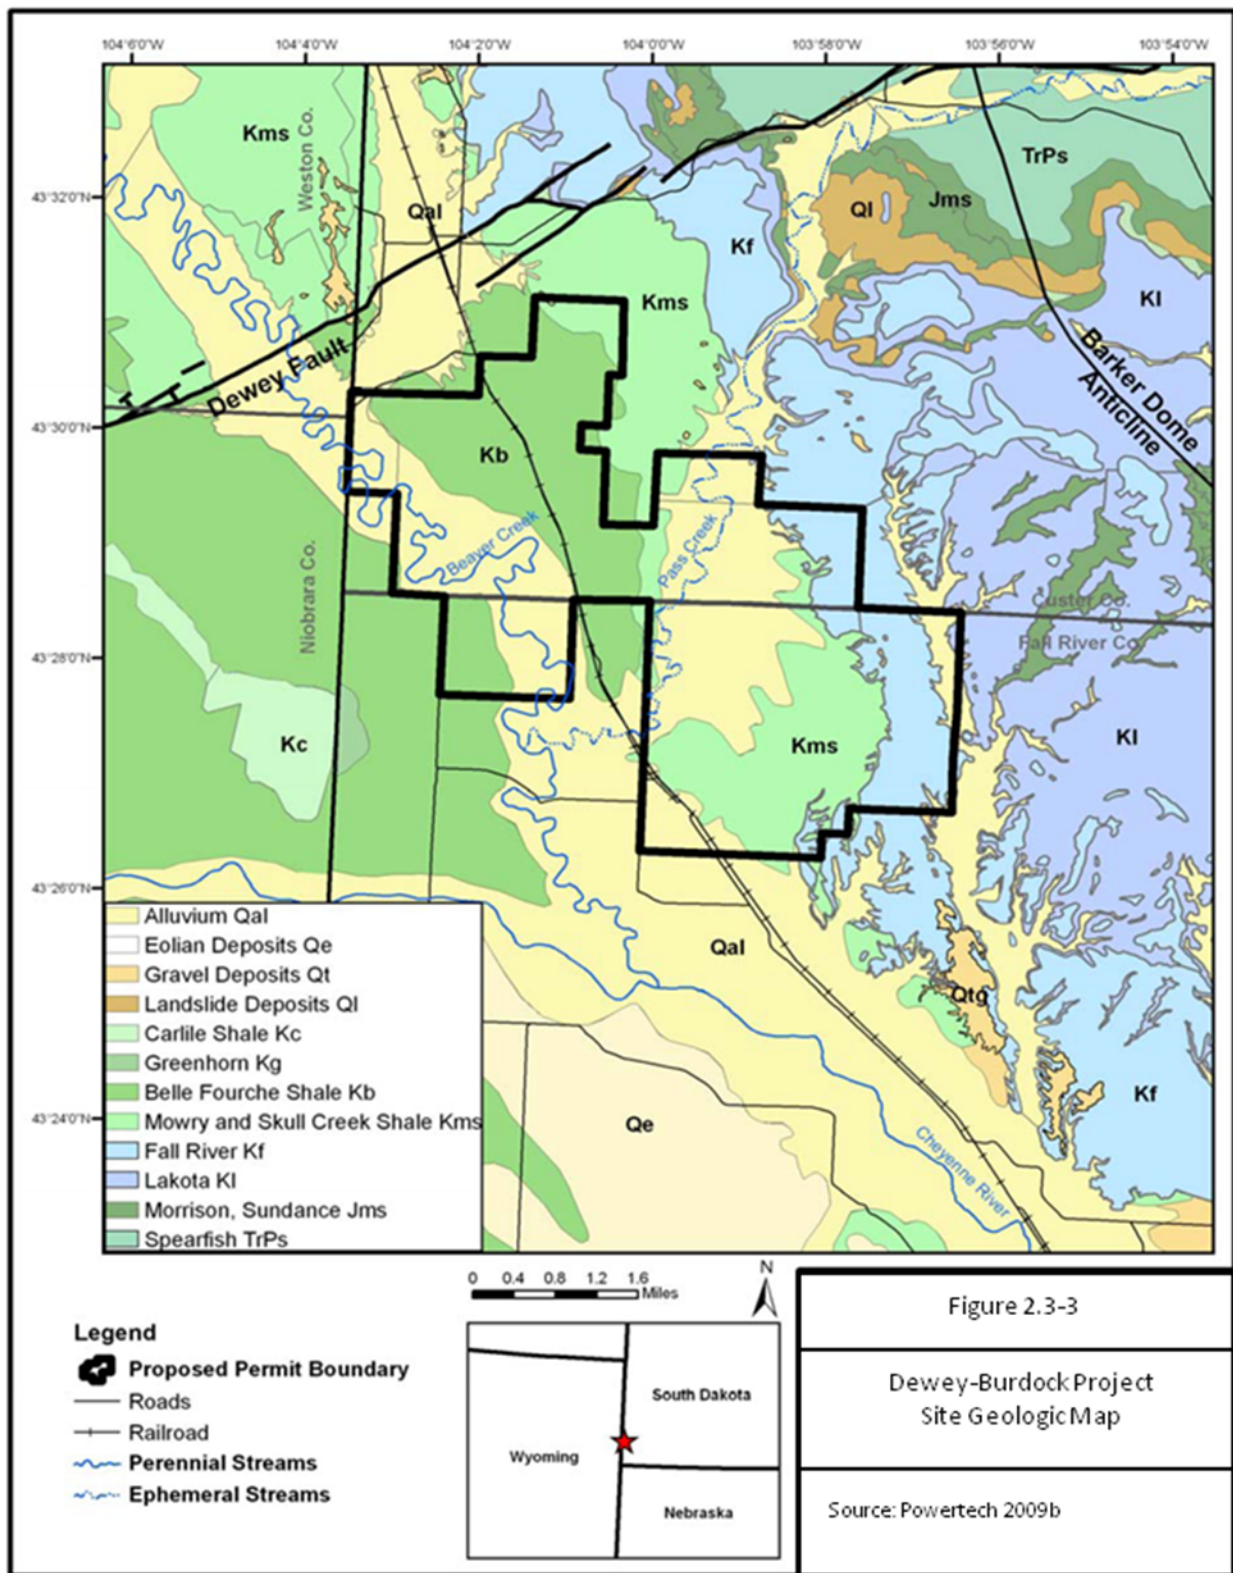 104°6'0"W 104°4'0"W 104°2'0"W 104°0'0"W 103°58'0"W 103°56'0"W 103°54'0"W
43°32'0"N
43°30'0"N
43°28'0"N
43°26'0"N
43°24'0"N
Kms
Weston Co.
Qal
Kf
Ql
Jms
TrPs
Kms
Kl
Dewey Fault
Barker Dome
Anticline
Kb
Beaver Creek
Pass Creek
Niobrara Co.
Custer Co.
Fall River Co.
Kc
Kms
Kl
Qal
Qtg
Qe
Kf
Cheyenne River
Alluvium Qal
Eolian Deposits Qe
Gravel Deposits Qt
Landslide Deposits Ql
Carlile Shale Kc
Greenhorn Kg
Belle Fourche Shale Kb
Mowry and Skull Creek Shale Kms
Fall River Kf
Lakota Kl
Morrison, Sundance Jms
Spearfish TrPs
0 0.4 0.8 1.2 1.6
Miles
N
Legend
Proposed Permit Boundary
Roads
Railroad
Perennial Streams
Ephemeral Streams
South Dakota
Wyoming
Nebraska
Figure 2.3-3
Dewey-Burdock Project
Site Geologic Map
Source: Powertech 2009b